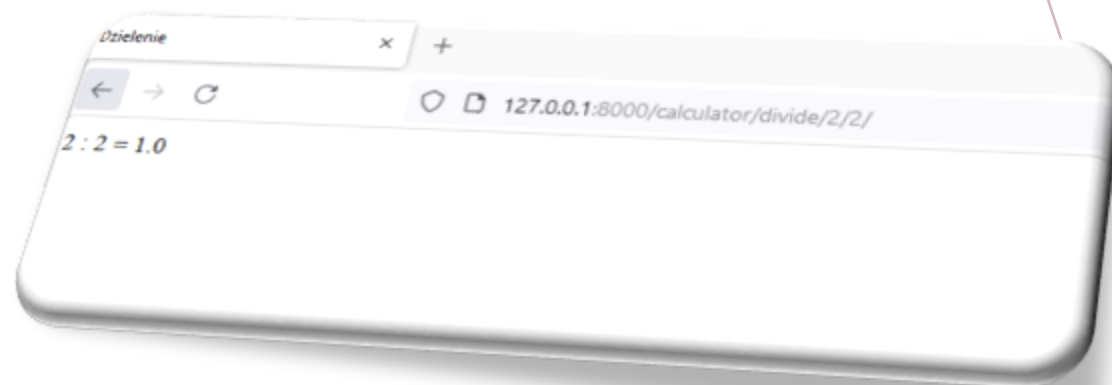 Dzielenie
127.0.0.1:8000/calculator/divide/2/2/
2 : 2 = 1.0